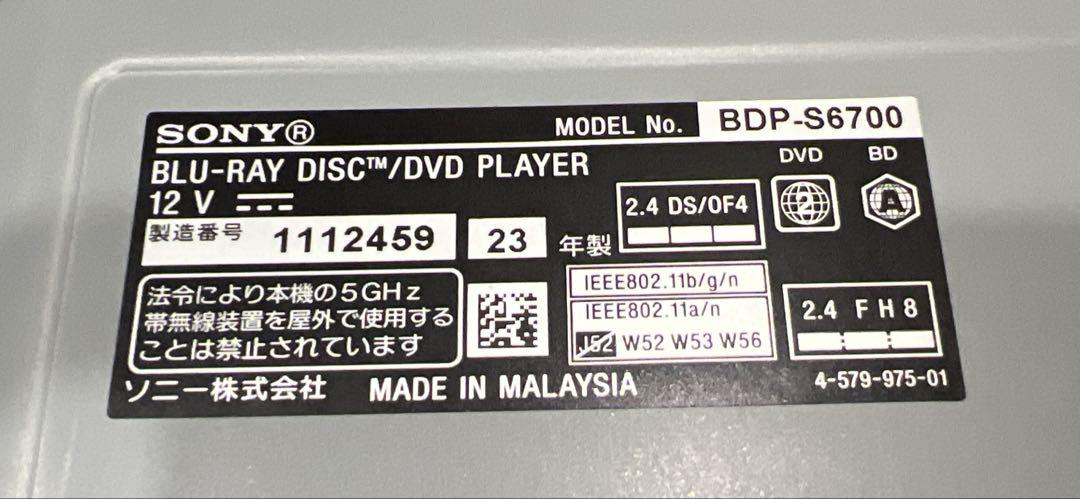 SONY®
MODEL No. BDP-S6700
BLU-RAY DISC™/DVD PLAYER
12 V
製造番号 1112459 23 年製
2.4 DS/OF4
DVD
2
BD
A
法令により本機の5GHz
帯無線装置を屋外で使用する
ことは禁止されています
IEEE802.11b/g/n
IEEE802.11a/n
J52 W52 W53 W56
2.4 F H 8
ソニー株式会社 MADE IN MALAYSIA
4-579-975-01